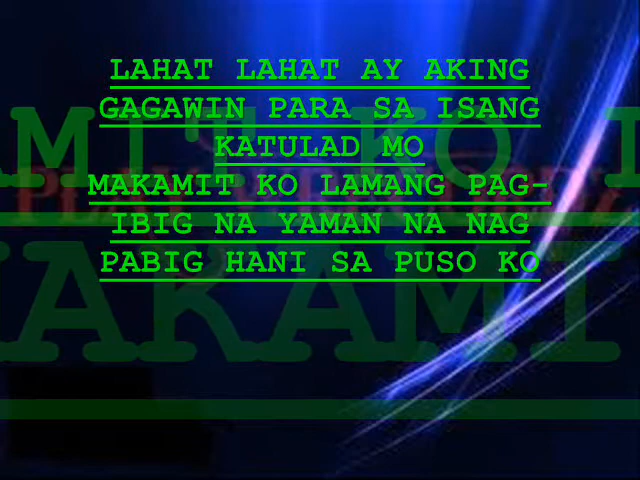 LAHAT LAHAT AY AKING
GAGAWIN PARA SA ISANG
KATULAD MO
MAKAMIT KO LAMANG PAG-
IBIG NA YAMAN NA NAG
PABIG HANI SA PUSO KO